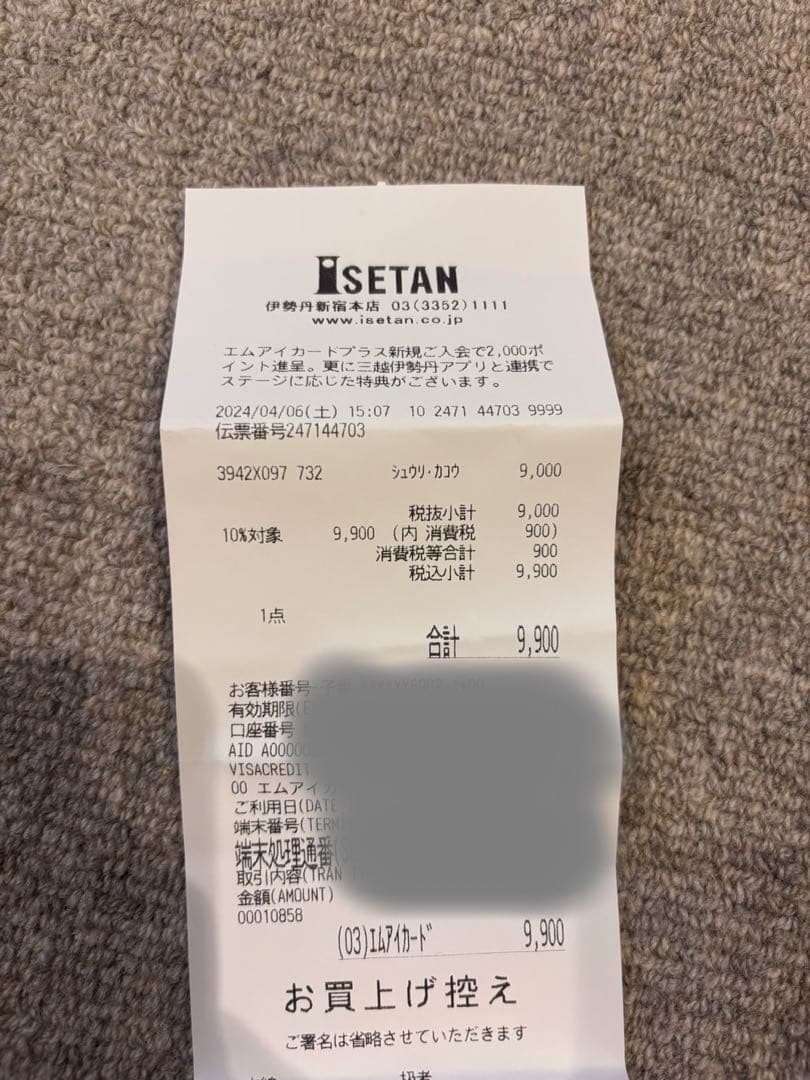 ISETAN
伊勢丹新宿本店 03(3352)1111
www.isetan.co.jp
エムアイカードプラス新規ご入会で2,000ポ
イント進呈。更に三越伊勢丹アプリと連携で
ステージに応じた特典がございます。
2024/04/06(土) 15:07 10 2471 44703 9999
伝票番号247144703
3942X097 732 シュウリ・カコウ 9,000
税抜小計 9,000
10%対象 9,900 (内 消費税 900)
消費税等合計 900
税込小計 9,900
1点
合計 9,900
お客様番号
有効期限(
口座番号
AID A00000
VISACREDIT
00 エムアイカ
ご利用日(DATE
端末番号(TERM
端末処理通番(
取引内容(TRAN
金額(AMOUNT)
00010858
(03)エムアイカード 9,900
お買上げ控え
ご署名は省略させていただきます